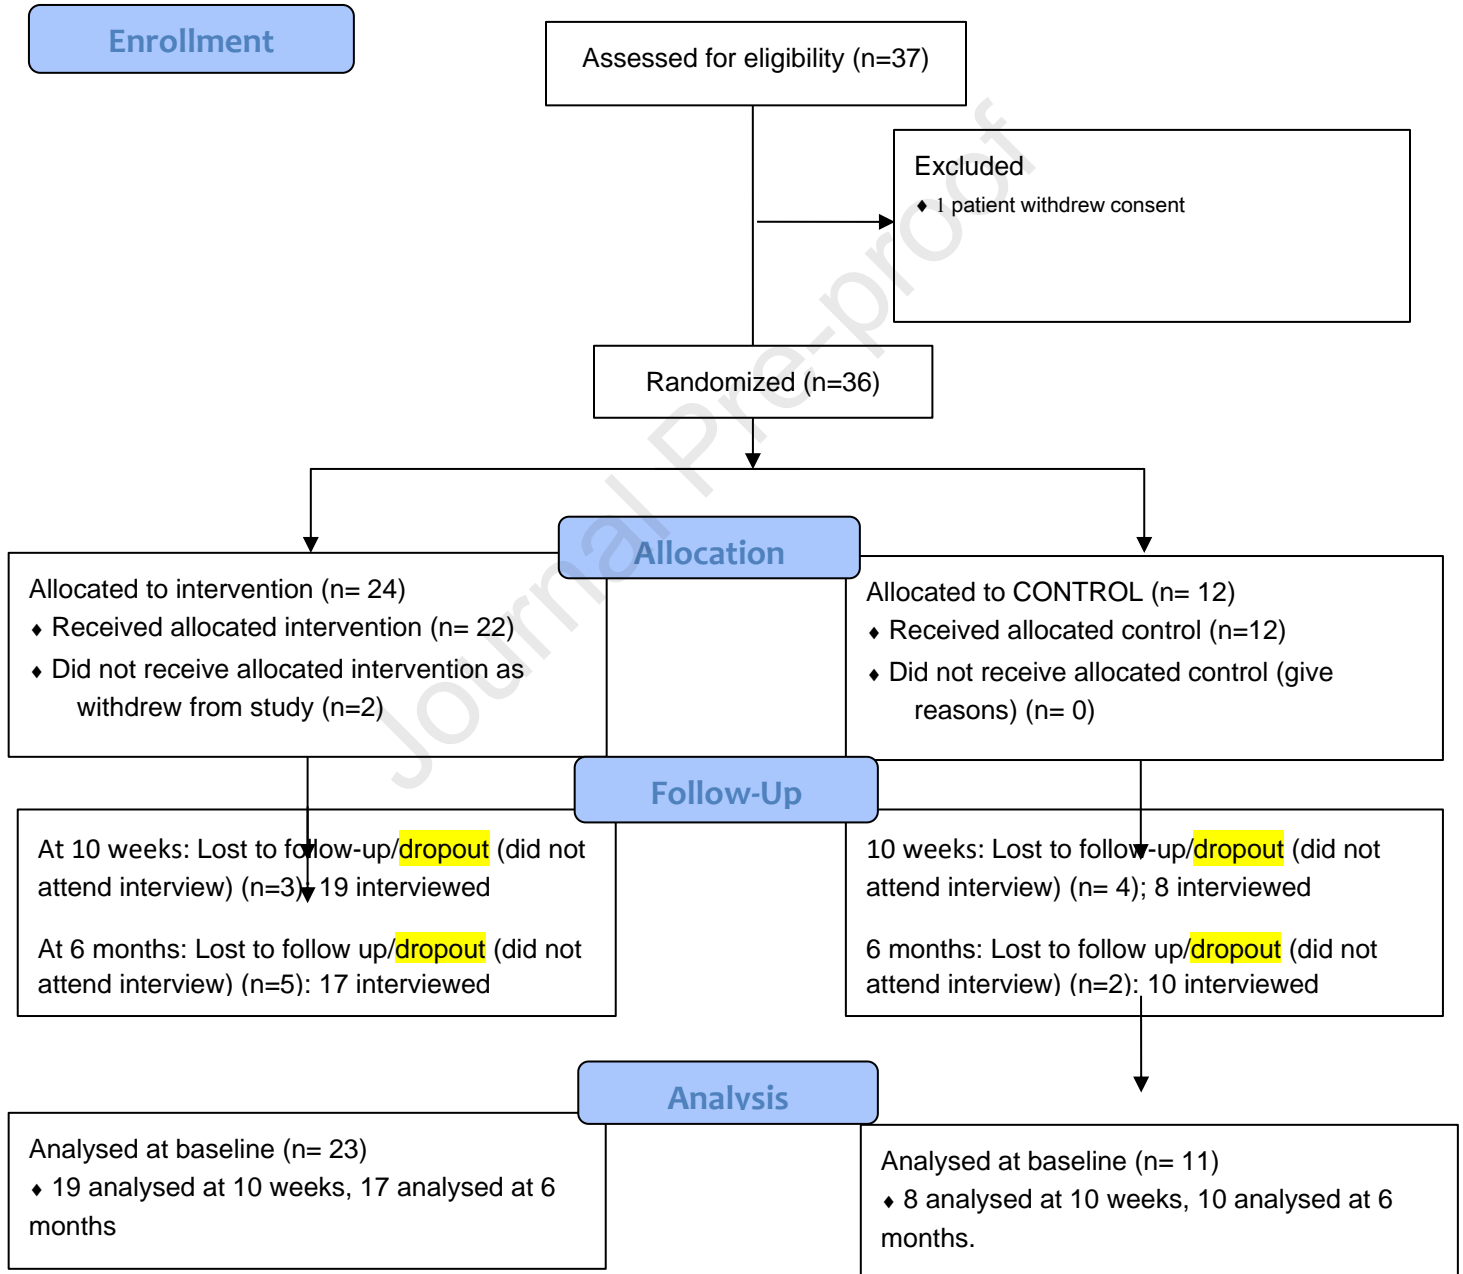 Enrollment
Assessed for eligibility (n=37)
Excluded
♦ 1 patient withdrew consent
Randomized (n=36)
Allocation
Allocated to intervention (n= 24)
♦ Received allocated intervention (n= 22)
♦ Did not receive allocated intervention as
withdrew from study (n=2)
Allocated to CONTROL (n= 12)
♦ Received allocated control (n=12)
♦ Did not receive allocated control (give
reasons) (n= 0)
Follow-Up
At 10 weeks: Lost to follow-up/dropout (did not
attend interview) (n=3); 19 interviewed
At 6 months: Lost to follow up/dropout (did not
attend interview) (n=5); 17 interviewed
10 weeks: Lost to follow-up/dropout (did not
attend interview) (n= 4); 8 interviewed
6 months: Lost to follow up/dropout (did not
attend interview) (n=2); 10 interviewed
Analysis
Analysed at baseline (n= 23)
♦ 19 analysed at 10 weeks, 17 analysed at 6
months
Analysed at baseline (n= 11)
♦ 8 analysed at 10 weeks, 10 analysed at 6
months.
Journal Pre-proof